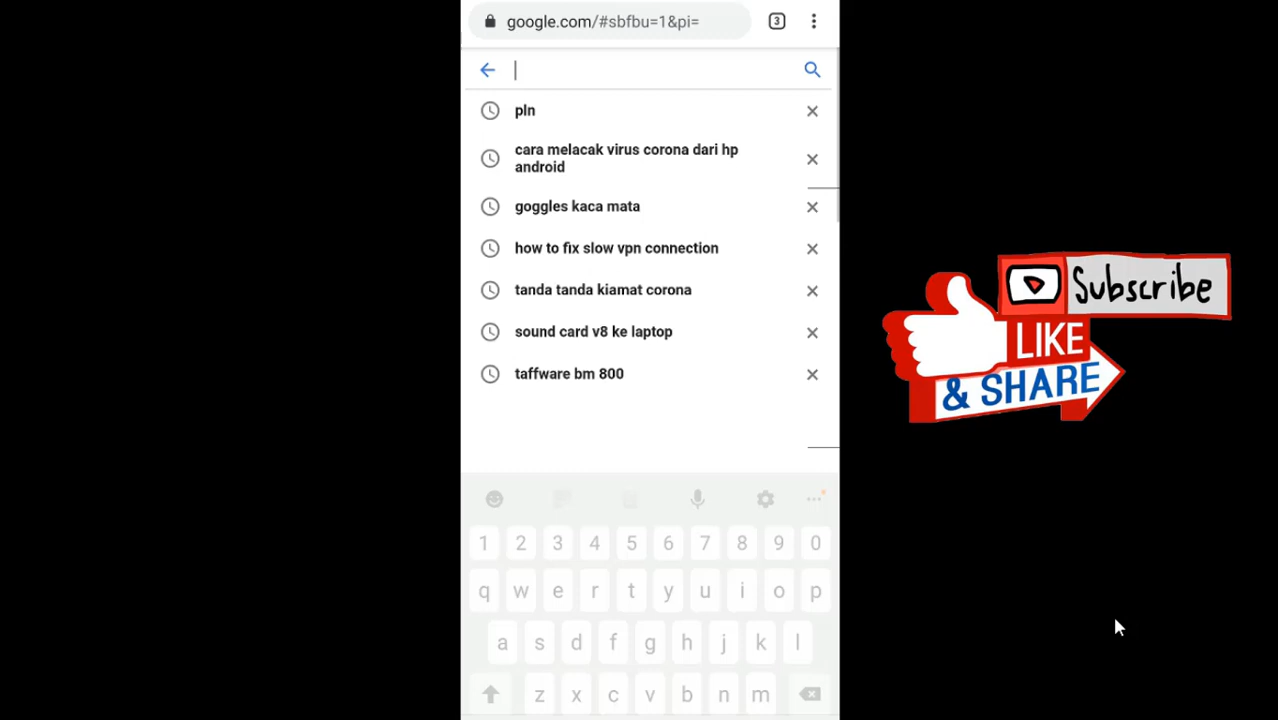 google.com/#sbfbu=1&pi=
3
pln
cara melacak virus corona dari hp
android
goggles kaca mata
how to fix slow vpn connection
tanda tanda kiamat corona
sound card v8 ke laptop
taffware bm 800
Subscribe
LIKE
& SHARE
1 2 3 4 5 6 7 8 9 0
q w e r t y u i o p
a s d f g h j k l
z x c v b n m